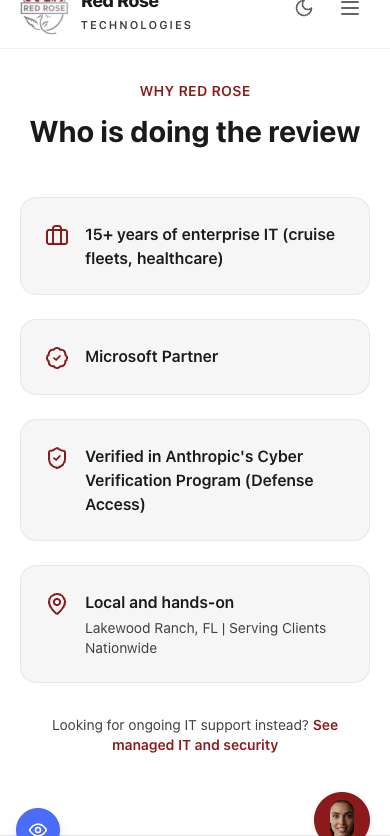 RED ROSE
Red Rose
TECHNOLOGIES
WHY RED ROSE
Who is doing the review
15+ years of enterprise IT (cruise
fleets, healthcare)
Microsoft Partner
Verified in Anthropic's Cyber
Verification Program (Defense
Access)
Local and hands-on
Lakewood Ranch, FL | Serving Clients
Nationwide
Looking for ongoing IT support instead? See
managed IT and security